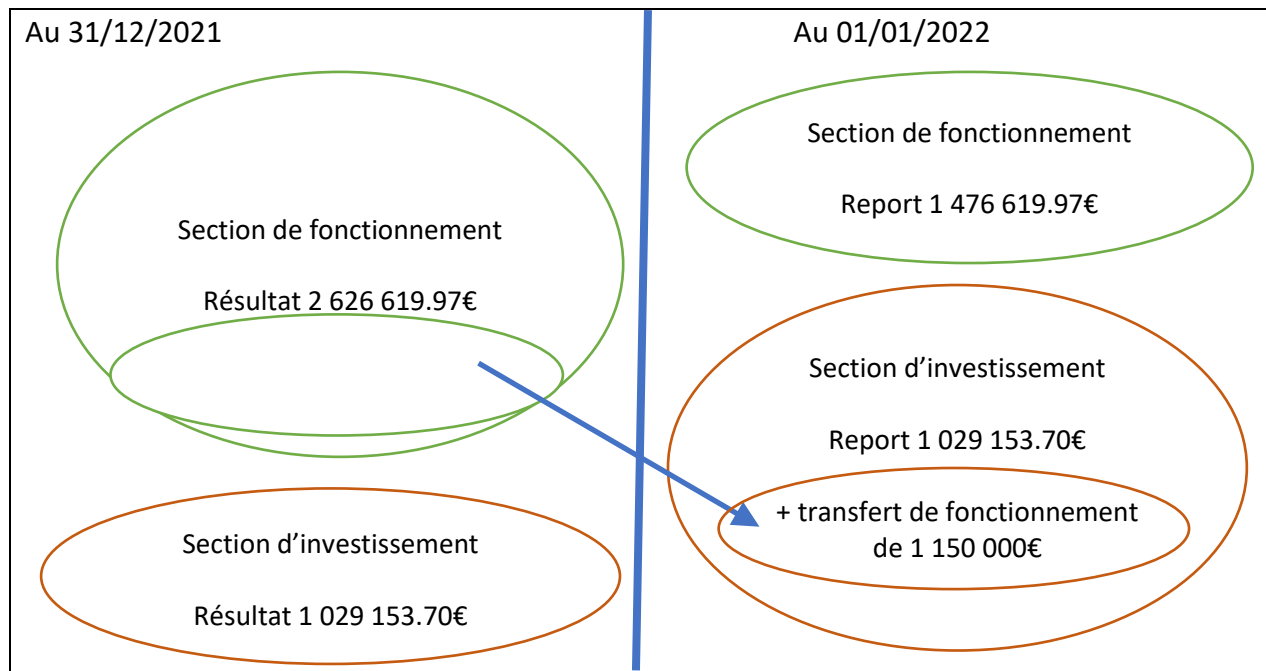 Au 31/12/2021
Section de fonctionnement
Résultat 2 626 619.97€
Section d’investissement
Résultat 1 029 153.70€
Au 01/01/2022
Section de fonctionnement
Report 1 476 619.97€
Section d’investissement
Report 1 029 153.70€
+ transfert de fonctionnement
de 1 150 000€